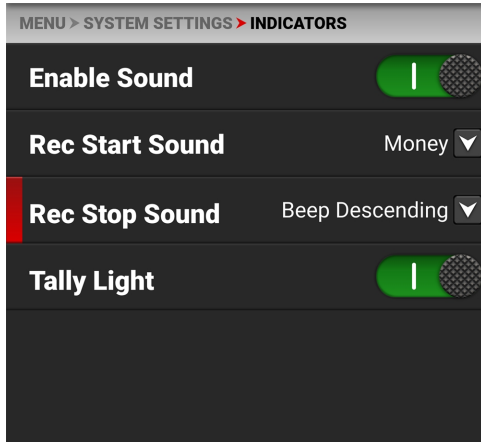 MENU > SYSTEM SETTINGS > INDICATORS
Enable Sound
Rec Start Sound Money
Rec Stop Sound Beep Descending
Tally Light